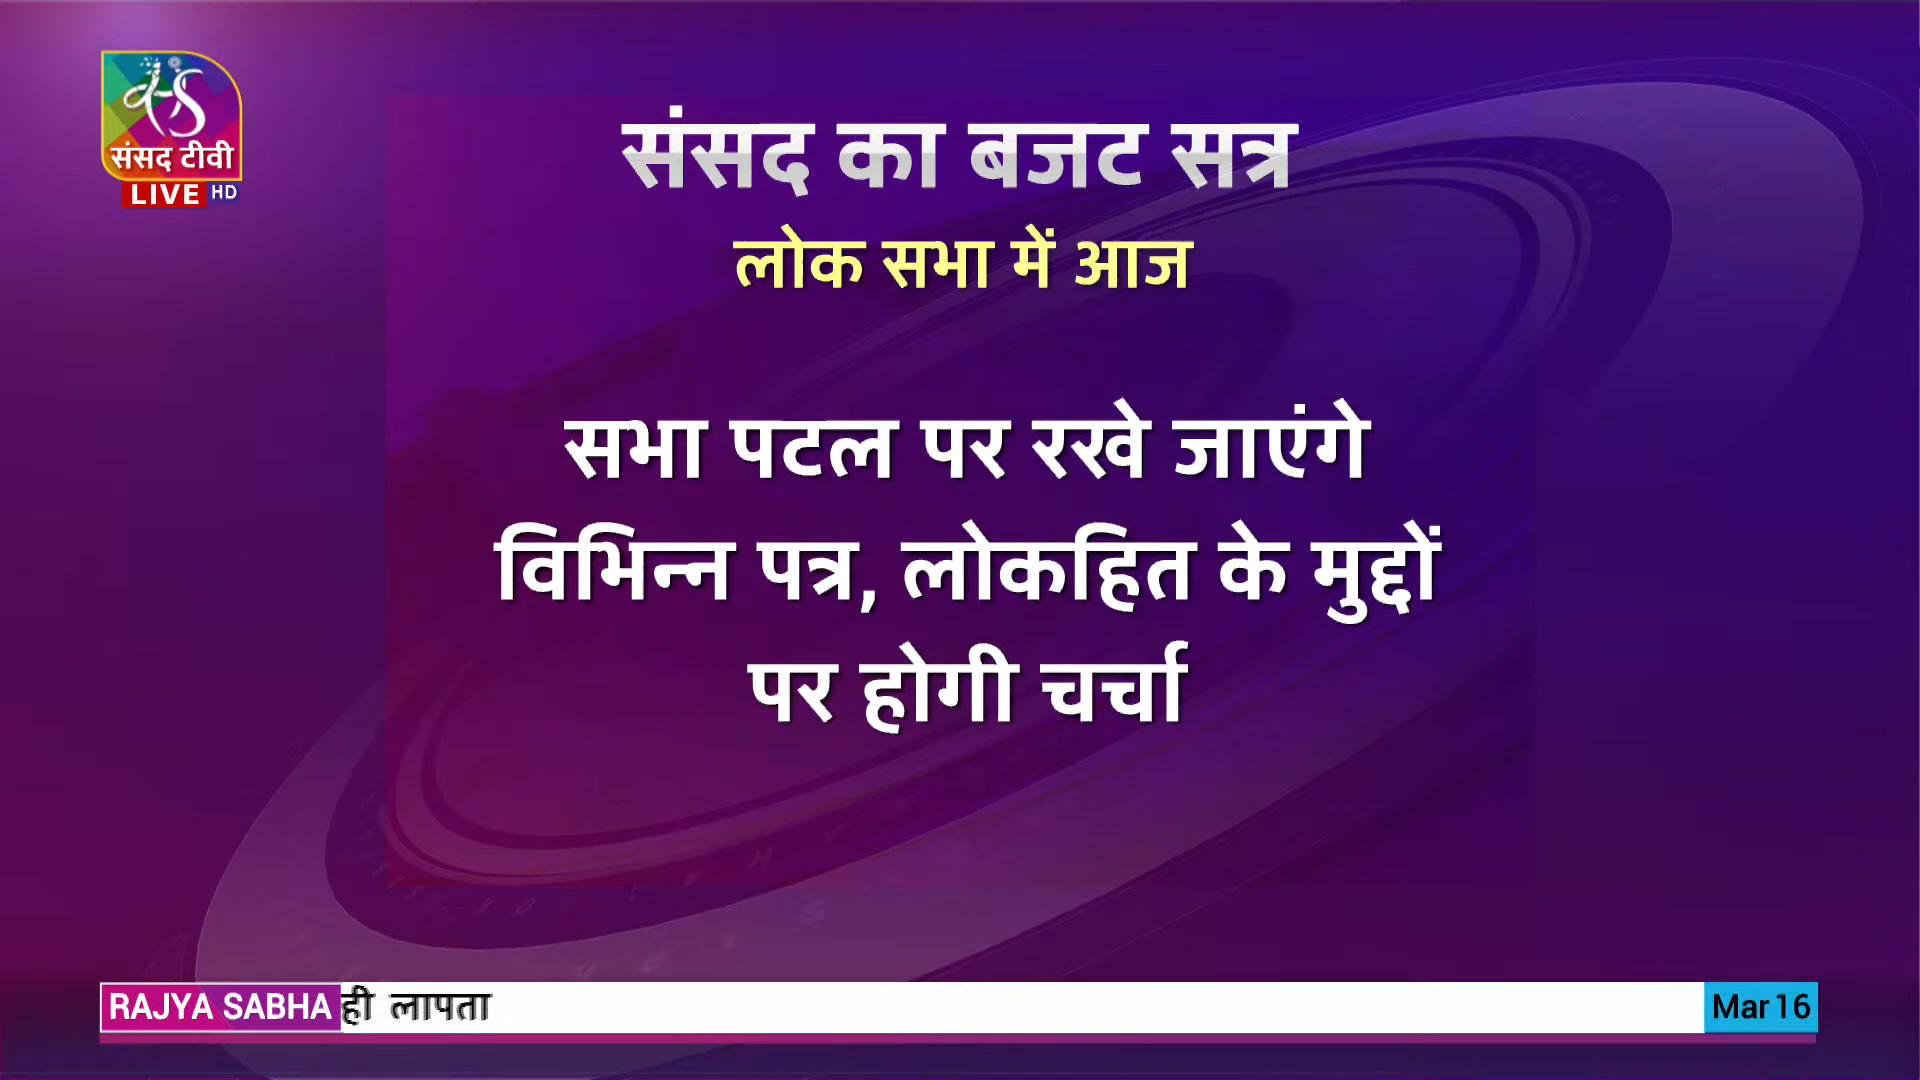 संसद टीवी
LIVE HD
संसद का बजट सत्र
लोक सभा में आज
सभा पटल पर रखे जाएंगे
विभिन्न पत्र, लोकहित के मुद्दों
पर होगी चर्चा
RAJYA SABHA ही लापता Mar 16